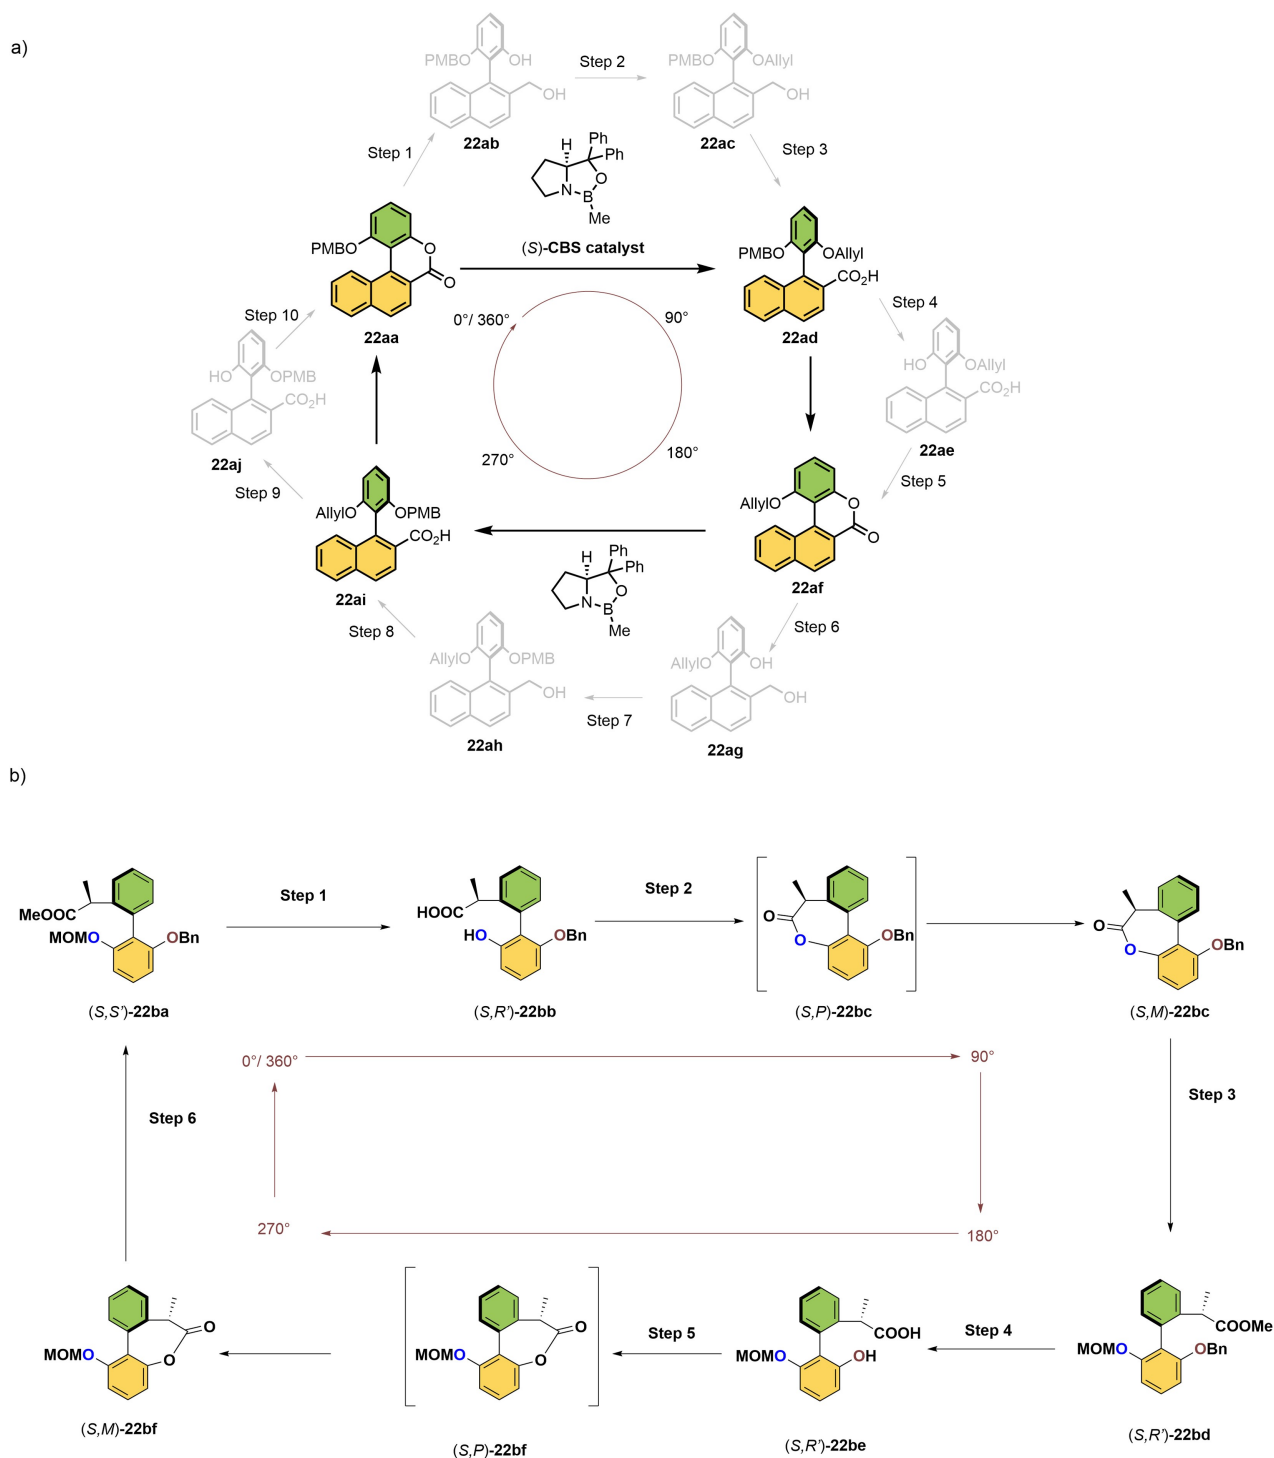 a)
PMBO OH
OH
22ab
Step 2
PMBO OAllyl
OH
22ac
Step 1
Step 3
H Ph
Ph
N B O
Me
(S)-CBS catalyst
PMBO
O
O
22aa
PMBO OAllyl
CO2H
22ad
0°/ 360°
90°
180°
270°
Step 4
HO OAllyl
CO2H
22ae
Step 5
Step 10
HO OPMB
CO2H
22aj
Step 9
AllylO OPMB
CO2H
22ai
AllylO
O
O
22af
H Ph
Ph
N B O
Me
Step 6
Step 8
AllylO OPMB
OH
22ah
Step 7
AllylO OH
OH
22ag
b)
MeOOC
MOMO OBn
(S,S')-22ba
Step 1
HOOC
HO OBn
(S,R')-22bb
Step 2
O
O OBn
(S,P)-22bc
O
O OBn
(S,M)-22bc
0°/ 360°
90°
Step 6
Step 3
270°
180°
MOMO O
O
(S,M)-22bf
MOMO O
O
(S,P)-22bf
Step 5
COOH
MOMO OH
(S,R')-22be
Step 4
COOMe
MOMO OBn
(S,R')-22bd